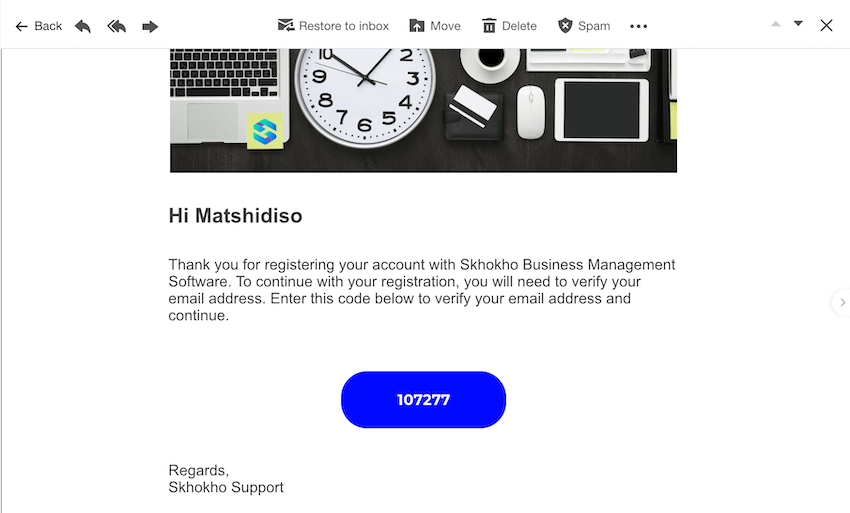 Back
Restore to inbox
Move
Delete
Spam
10 2
9 3
8 4
7 6 5
Hi Matshidiso
Thank you for registering your account with Skhokho Business Management
Software. To continue with your registration, you will need to verify your
email address. Enter this code below to verify your email address and
continue.
107277
Regards,
Skhokho Support